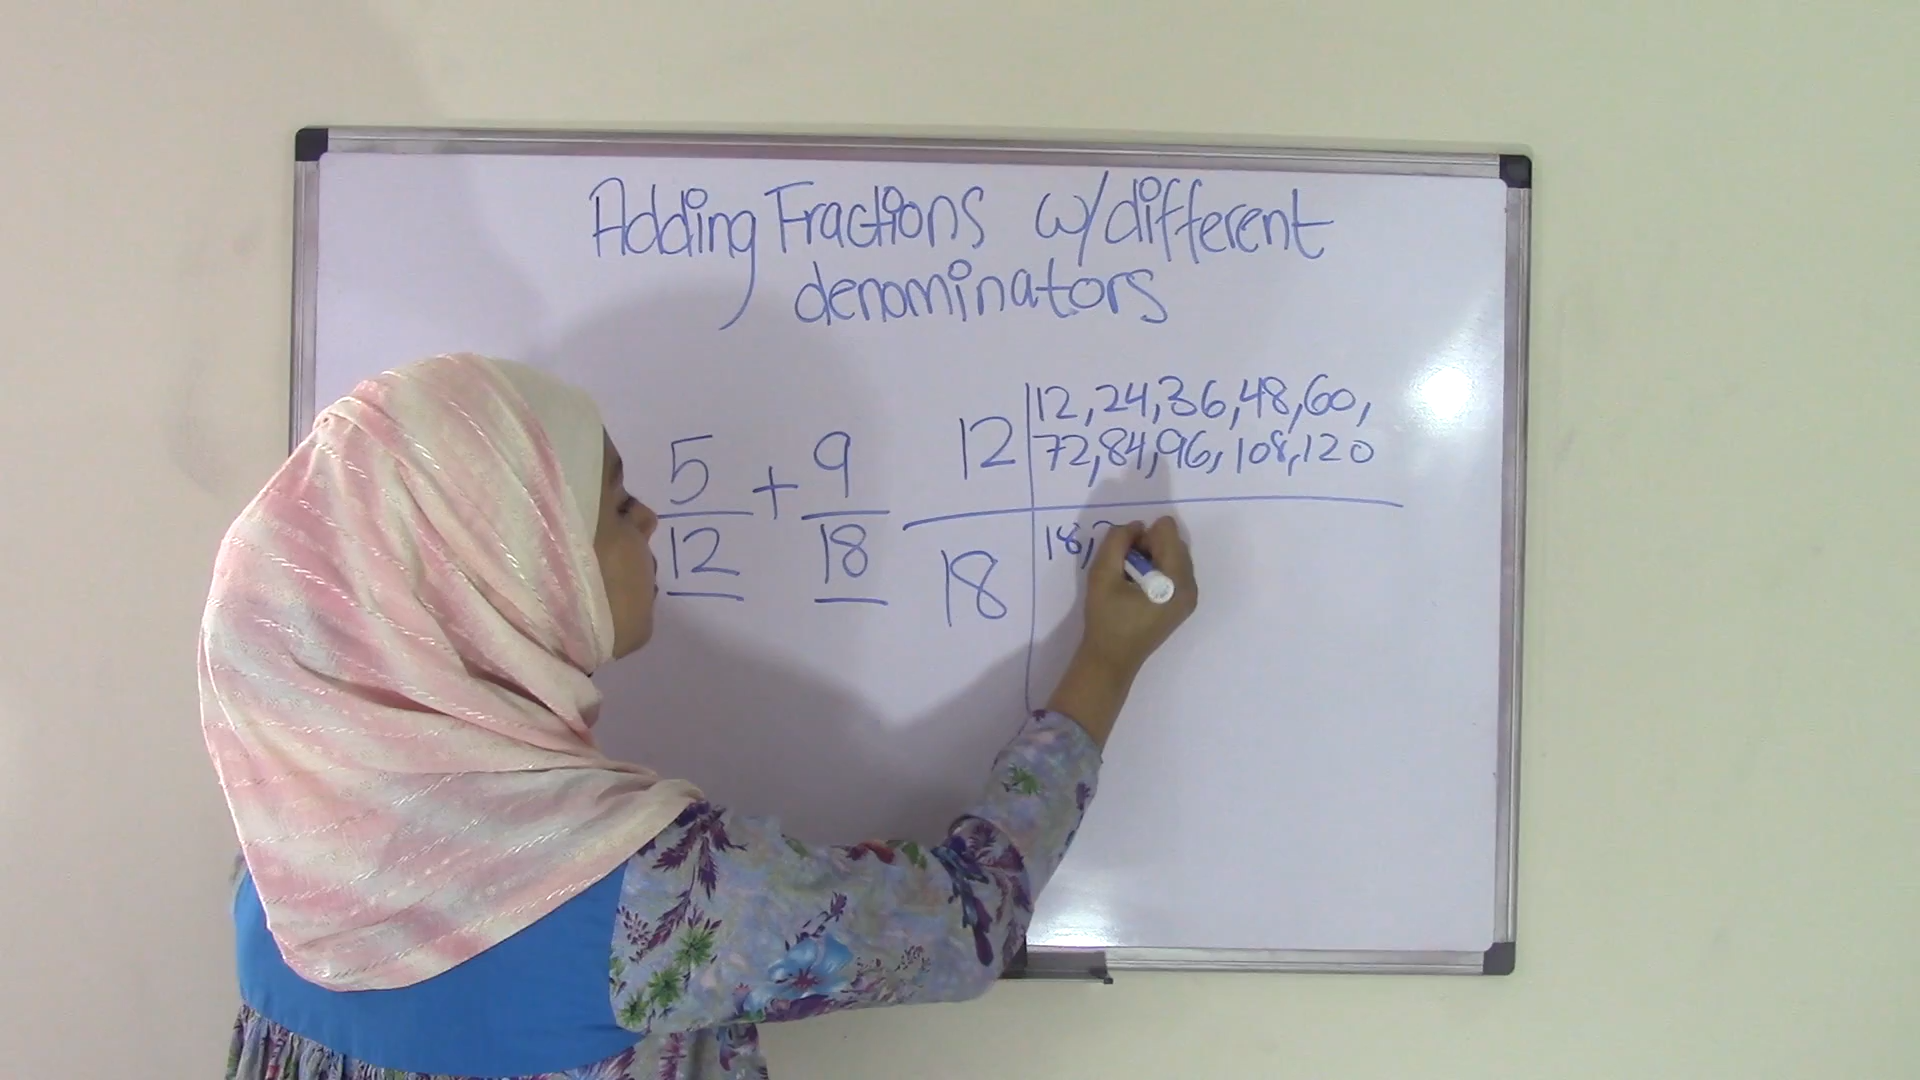 Adding Fractions w/different
denominators
5 + 9
12 18
12
12,24,36,48,60,
72,84,96,108,120
18
18,